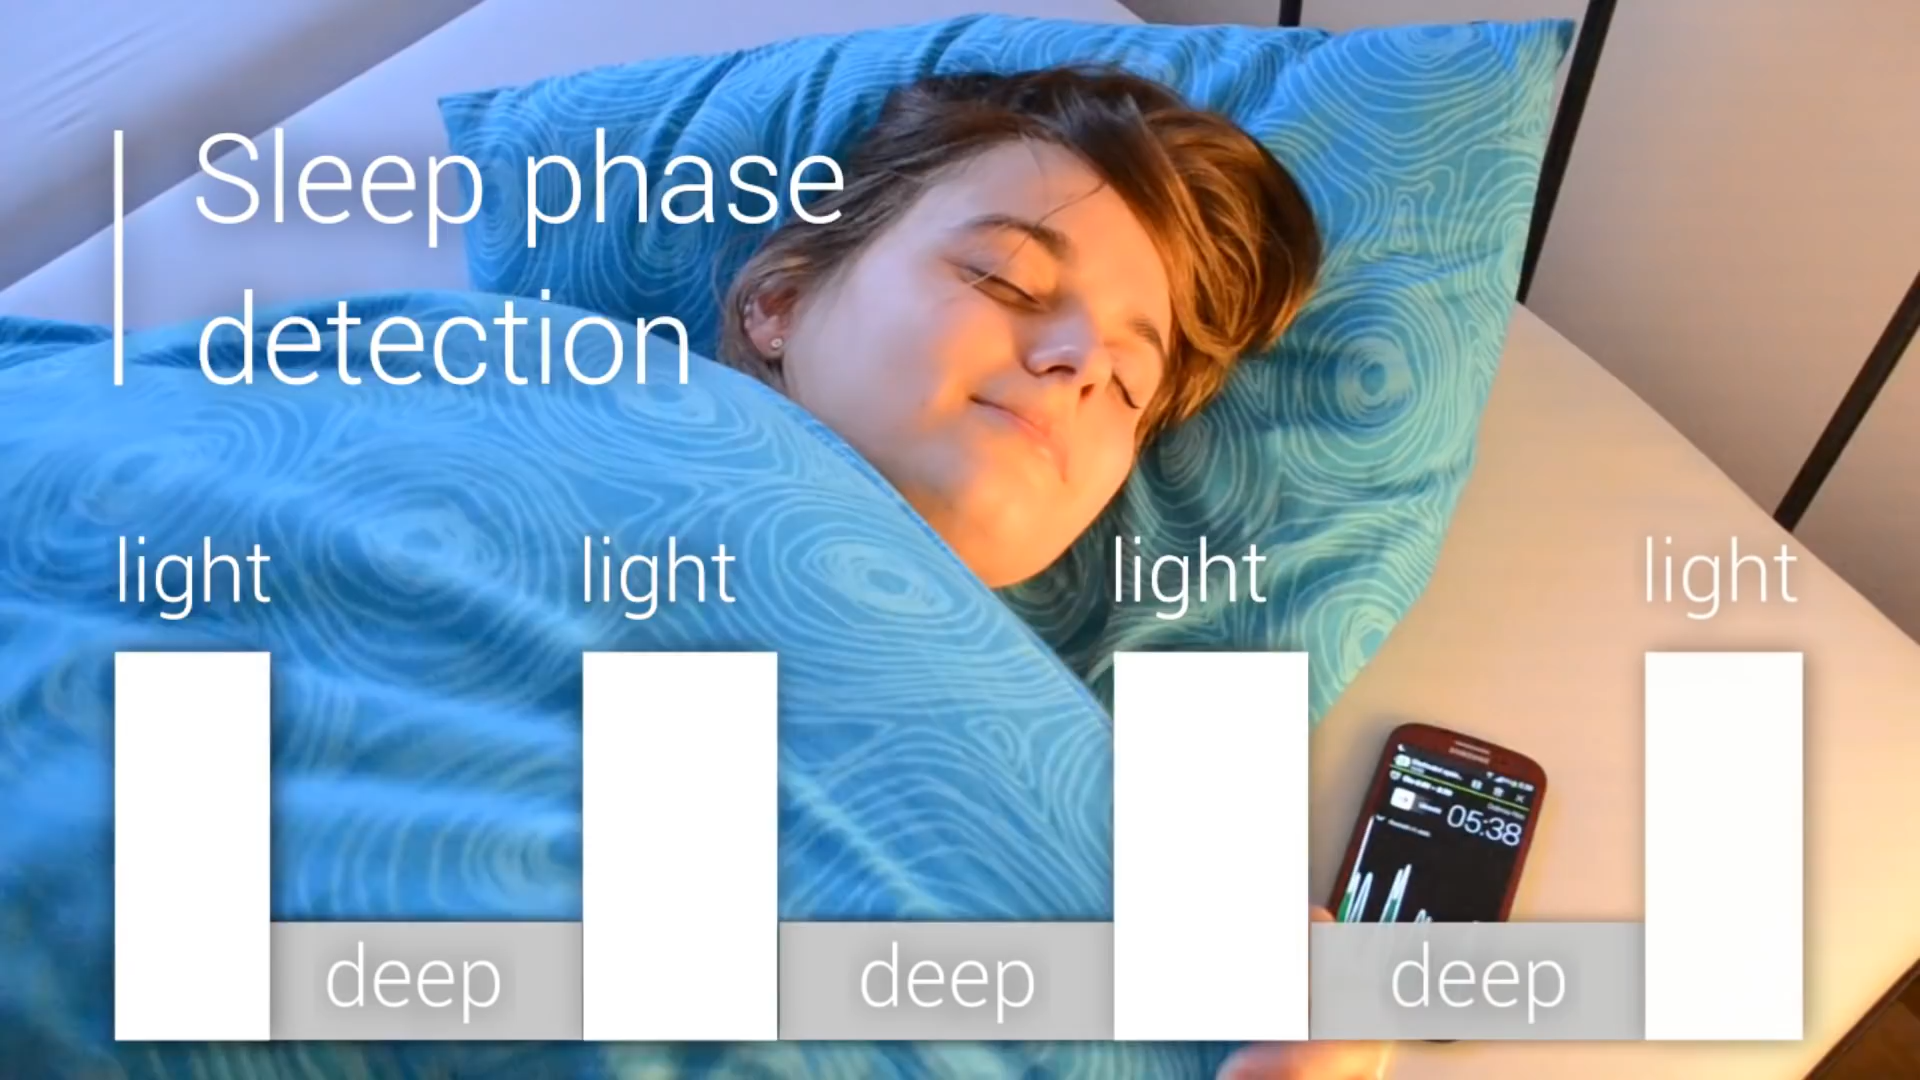 Sleep phase
detection
light light light light
05:38
deep deep deep